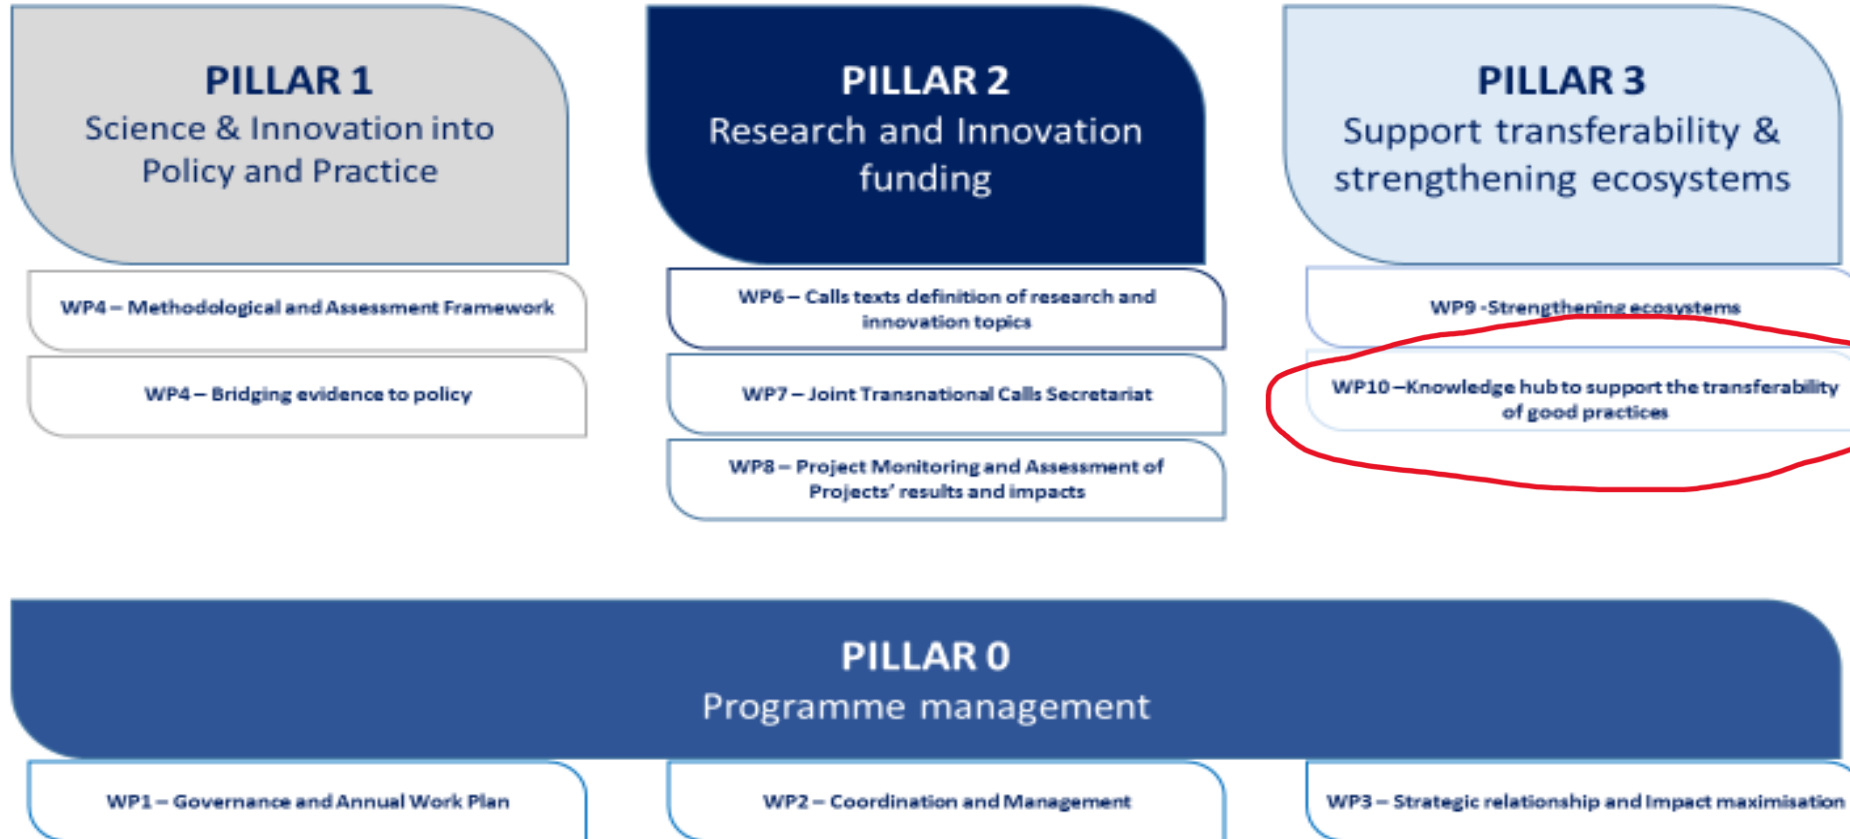 PILLAR 1
Science & Innovation into
Policy and Practice
WP4 – Methodological and Assessment Framework
WP4 – Bridging evidence to policy
PILLAR 2
Research and Innovation
funding
WP6 – Calls texts definition of research and
innovation topics
WP7 – Joint Transnational Calls Secretariat
WP8 – Project Monitoring and Assessment of
Projects' results and impacts
PILLAR 3
Support transferability &
strengthening ecosystems
WP9 -Strengthening ecosystems
WP10 –Knowledge hub to support the transferability
of good practices
PILLAR 0
Programme management
WP1 – Governance and Annual Work Plan
WP2 – Coordination and Management
WP3 – Strategic relationship and Impact maximisation